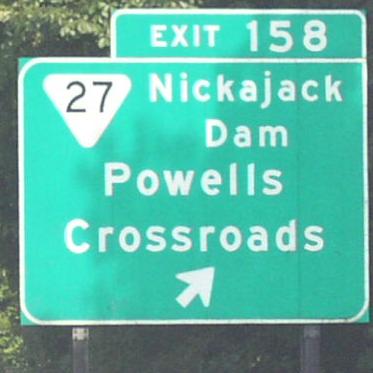 EXIT 158
27 Nickajack
Dam
Powells
Crossroads